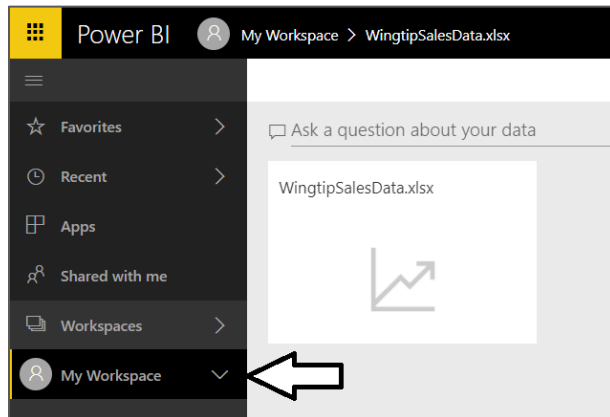 Power BI My Workspace > WingtipSalesData.xlsx
Favorites
Ask a question about your data
Recent
WingtipSalesData.xlsx
Apps
Shared with me
Workspaces
My Workspace